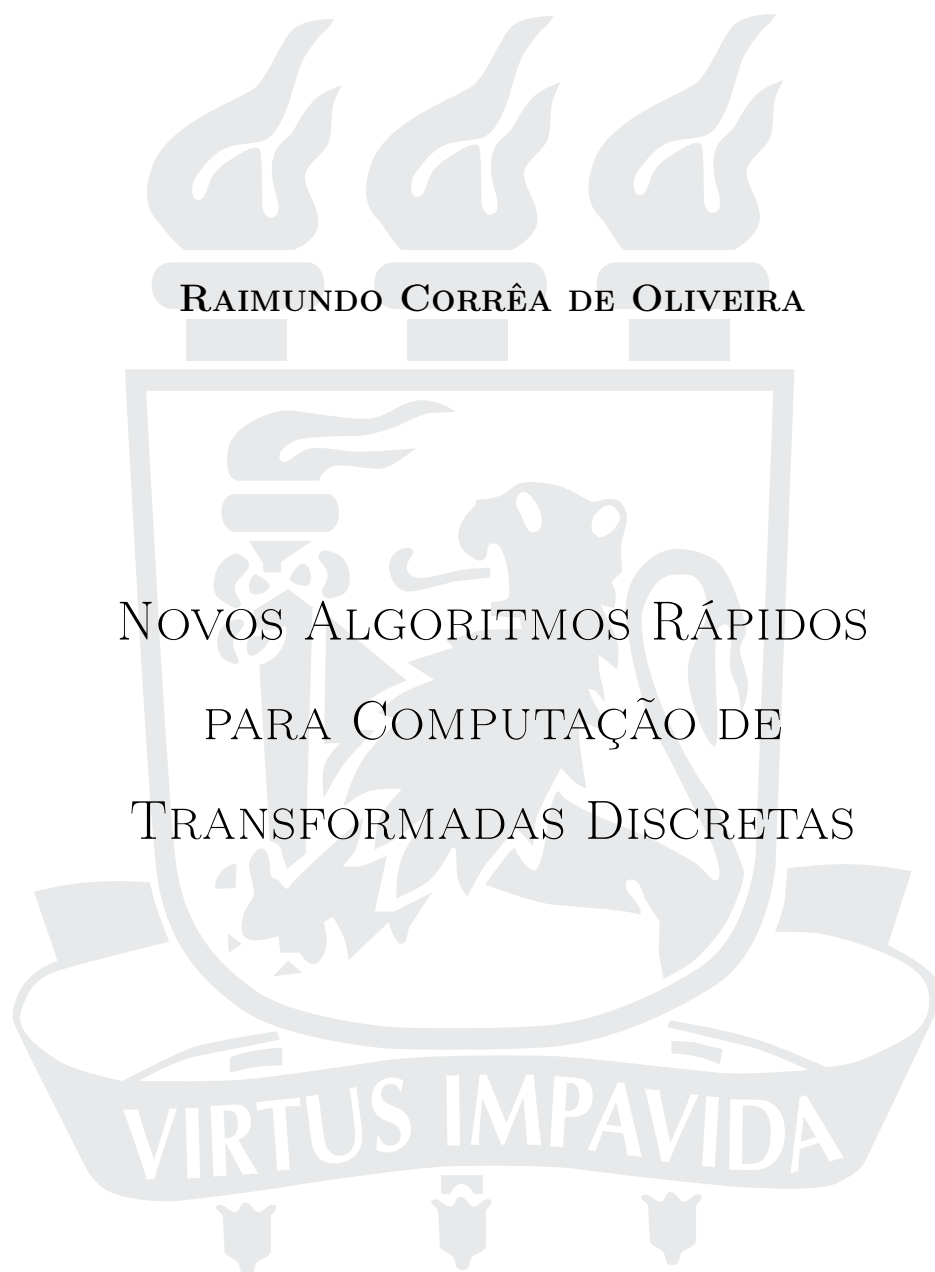 Raimundo Corrêa de Oliveira
Novos Algoritmos Rápidos
para Computação de
Transformadas Discretas
VIRTUS IMPAVIDA